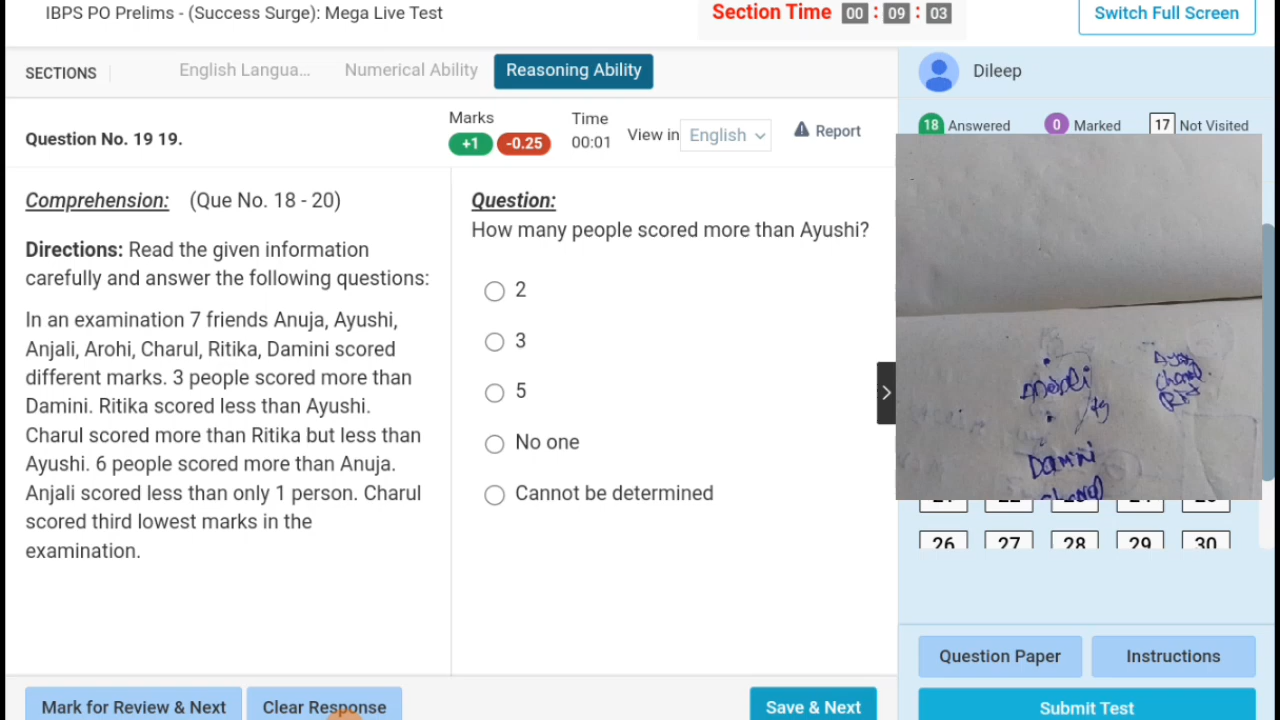 IBPS PO Prelims - (Success Surge): Mega Live Test
Section Time 00 : 09 : 03
Switch Full Screen
SECTIONS
English Langua...
Numerical Ability
Reasoning Ability
Dileep
Question No. 19 19.
Marks
+1 -0.25
Time
00:01
View in English
Report
18 Answered
0 Marked
17 Not Visited
Comprehension: (Que No. 18 - 20)
Directions: Read the given information
carefully and answer the following questions:
In an examination 7 friends Anuja, Ayushi,
Anjali, Arohi, Charul, Ritika, Damini scored
different marks. 3 people scored more than
Damini. Ritika scored less than Ayushi.
Charul scored more than Ritika but less than
Ayushi. 6 people scored more than Anuja.
Anjali scored less than only 1 person. Charul
scored third lowest marks in the
examination.
Question:
How many people scored more than Ayushi?
2
3
5
No one
Cannot be determined
Anjali
Damini
26 27 28 29 30
Question Paper
Instructions
Mark for Review & Next
Clear Response
Save & Next
Submit Test